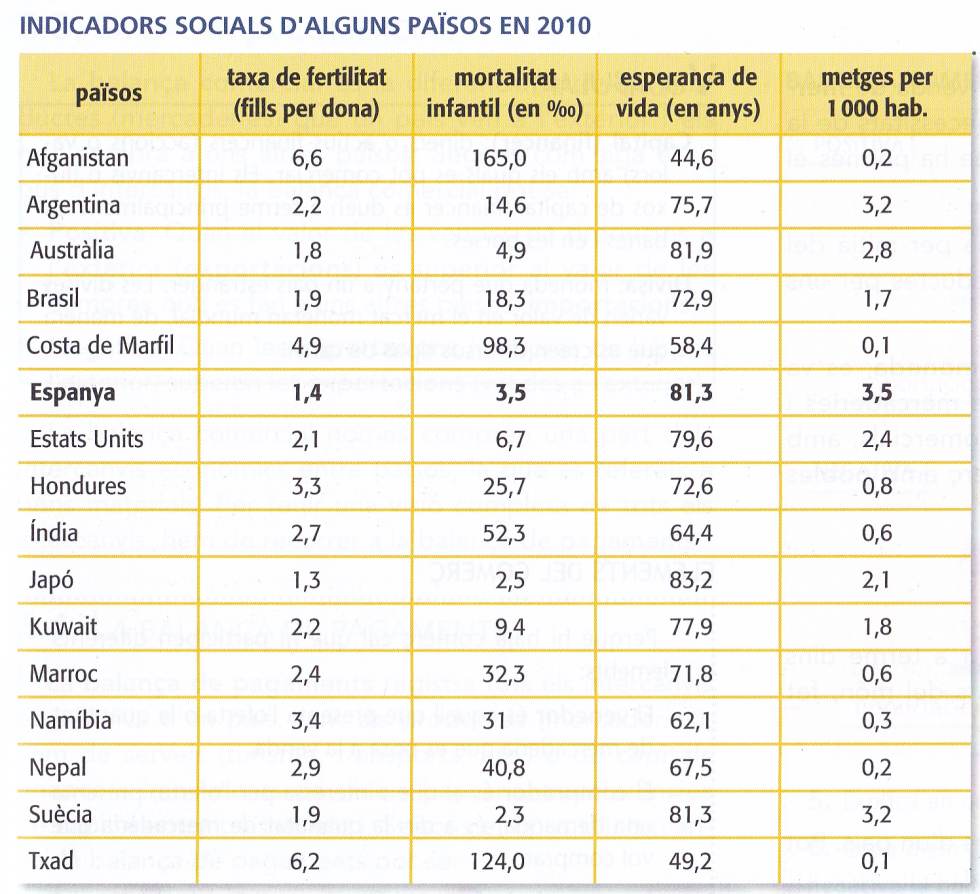 INDICADORS SOCIALS D'ALGUNS PAÏSOS EN 2010
països taxa de fertilitat (fills per dona) mortalitat infantil (en ‰) esperança de vida (en anys) metges per 1 000 hab.
Afganistan 6,6 165,0 44,6 0,2
Argentina 2,2 14,6 75,7 3,2
Austràlia 1,8 4,9 81,9 2,8
Brasil 1,9 18,3 72,9 1,7
Costa de Marfil 4,9 98,3 58,4 0,1
Espanya 1,4 3,5 81,3 3,5
Estats Units 2,1 6,7 79,6 2,4
Hondures 3,3 25,7 72,6 0,8
Índia 2,7 52,3 64,4 0,6
Japó 1,3 2,5 83,2 2,1
Kuwait 2,2 9,4 77,9 1,8
Marroc 2,4 32,3 71,8 0,6
Namíbia 3,4 31 62,1 0,3
Nepal 2,9 40,8 67,5 0,2
Suècia 1,9 2,3 81,3 3,2
Txad 6,2 124,0 49,2 0,1